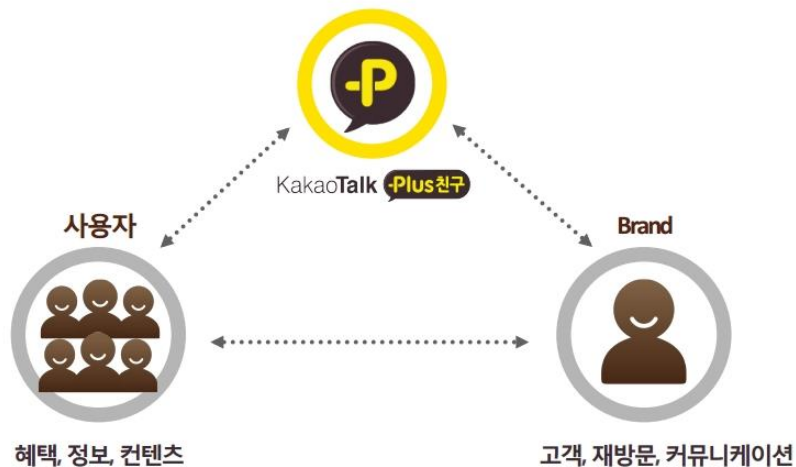 P
KakaoTalk Plus친구
사용자
Brand
혜택, 정보, 컨텐츠
고객, 재방문, 커뮤니케이션